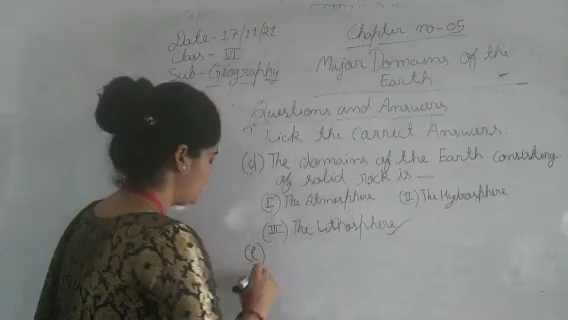 Date- 17/11/21
Class - VI
Sub- Geography
Chapter no-05
Major Domains of the
Earth
Questions and Answers
Tick the Correct Answers.
(d) The domains of the Earth consisting
of solid rock is —
(I) The Atmosphere (II) The Hydrosphere
(III) The Lithosphere ✓
(e)